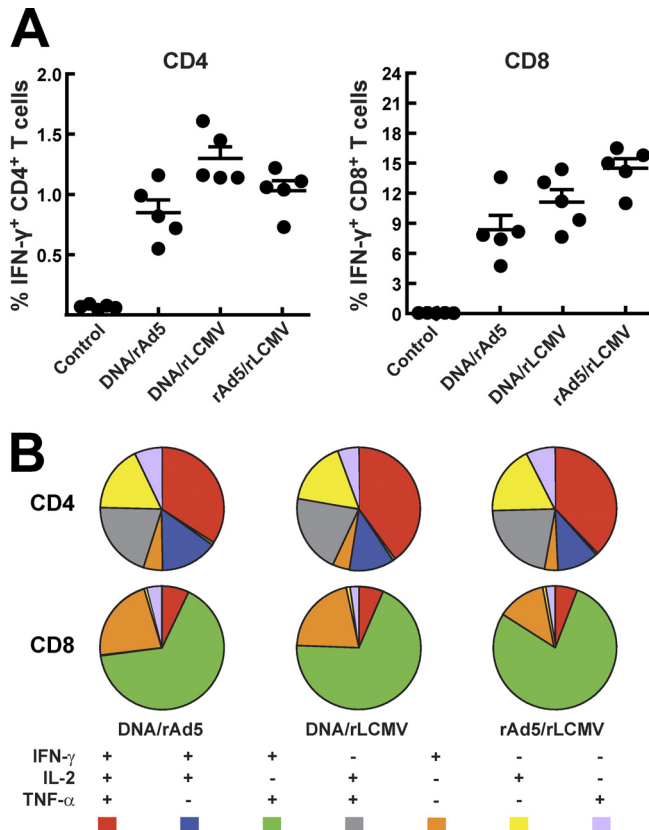 A
CD4
CD8
% IFN-γ+ CD4+ T cells
2.0
1.5
1.0
0.5
Control
DNA/rAd5
DNA/rLCMV
rAd5/rLCMV
% IFN-γ+ CD8+ T cells
24
21
18
15
12
9
6
3
0
Control
DNA/rAd5
DNA/rLCMV
rAd5/rLCMV
B
CD4
CD8
DNA/rAd5 DNA/rLCMV rAd5/rLCMV
IFN-γ + + + - + - -
IL-2 + + - + - + -
TNF-α + - + + - - +